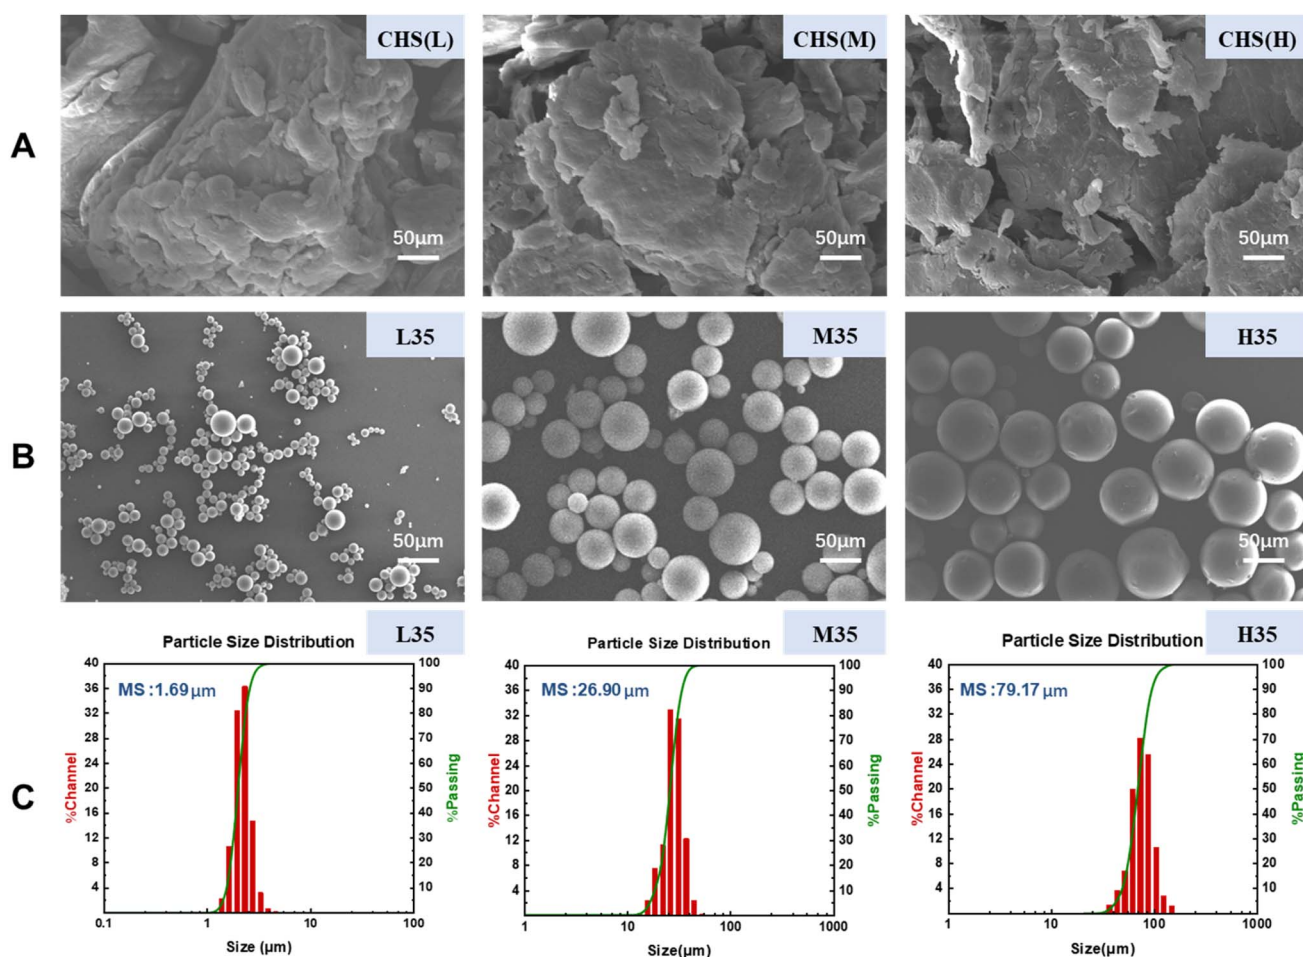 A
CHS(L)
50μm
CHS(M)
50μm
CHS(H)
50μm
B
L35
50μm
M35
50μm
H35
50μm
C
Particle Size Distribution
L35
MS :1.69 μm
%Channel
40
36
32
28
24
20
16
12
8
4
100
90
80
70
60
50
40
30
20
10
%Passing
0.1
1
10
100
Size (μm)
Particle Size Distribution
M35
MS :26.90 μm
%Channel
40
36
32
28
24
20
16
12
8
4
100
90
80
70
60
50
40
30
20
10
%Passing
1
10
100
1000
Size(μm)
Particle Size Distribution
H35
MS :79.17 μm
%Channel
40
36
32
28
24
20
16
12
8
4
100
90
80
70
60
50
40
30
20
10
%Passing
1
10
100
1000
Size(μm)